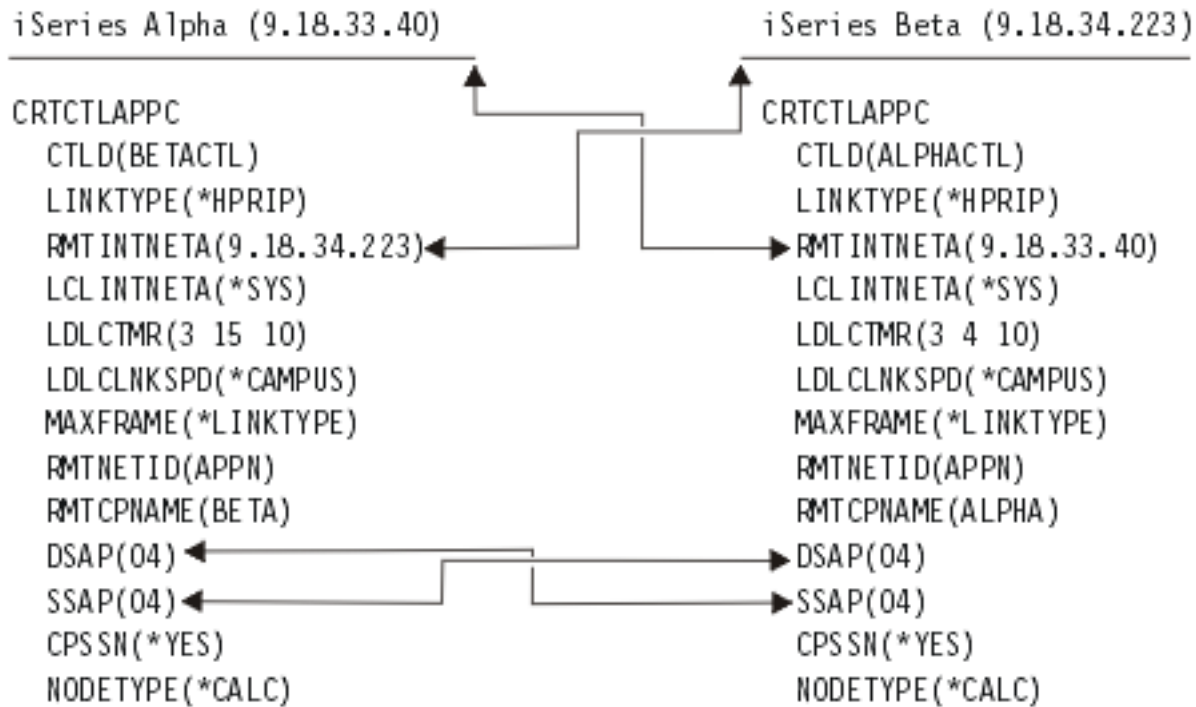 iSeries Alpha (9.18.33.40)
CRTCTLAPPC
CTLD(BETACTL)
LINKTYPE(*HPRIP)
RMTINTNETA(9.18.34.223)
LCLINTNETA(*SYS)
LDLCTMR(3 15 10)
LDLCLNKSPD(*CAMPUS)
MAXFRAME(*LINKTYPE)
RMTNETID(APPN)
RMTCPNAME(BETA)
DSAP(04)
SSAP(04)
CPSSN(*YES)
NODETYPE(*CALC)
iSeries Beta (9.18.34.223)
CRTCTLAPPC
CTLD(ALPHACTL)
LINKTYPE(*HPRIP)
RMTINTNETA(9.18.33.40)
LCLINTNETA(*SYS)
LDLCTMR(3 4 10)
LDLCLNKSPD(*CAMPUS)
MAXFRAME(*LINKTYPE)
RMTNETID(APPN)
RMTCPNAME(ALPHA)
DSAP(04)
SSAP(04)
CPSSN(*YES)
NODETYPE(*CALC)